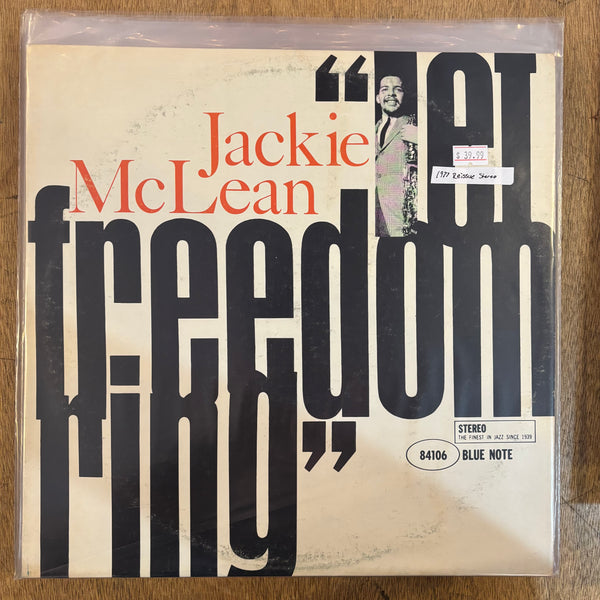 "let
Jackie
McLean
$ 39.99
1977 Reissue Stereo
freedom
ring"
STEREO
THE FINEST IN JAZZ SINCE 1939
84106 BLUE NOTE